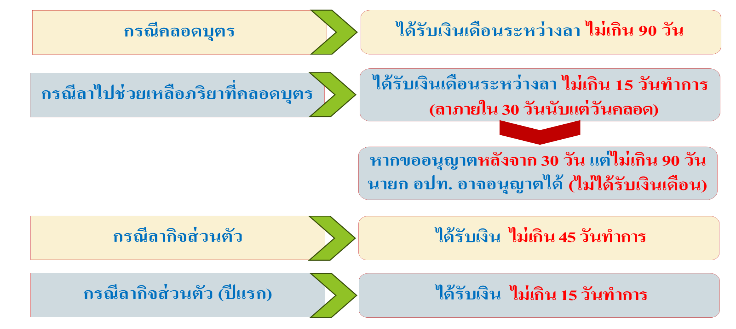 กรณีคลอดบุตร
ได้รับเงินเดือนระหว่างลา ไม่เกิน 90 วัน
กรณีลาไปช่วยเหลือภริยาที่คลอดบุตร
ได้รับเงินเดือนระหว่างลา ไม่เกิน 15 วันทำการ
(ลาภายใน 30 วันนับแต่วันคลอด)
หากขออนุญาตหลังจาก 30 วัน แต่ไม่เกิน 90 วัน
นายก อปท. อาจอนุญาตได้ (ไม่ได้รับเงินเดือน)
กรณีลากิจส่วนตัว
ได้รับเงิน ไม่เกิน 45 วันทำการ
กรณีลากิจส่วนตัว (ปีแรก)
ได้รับเงิน ไม่เกิน 15 วันทำการ